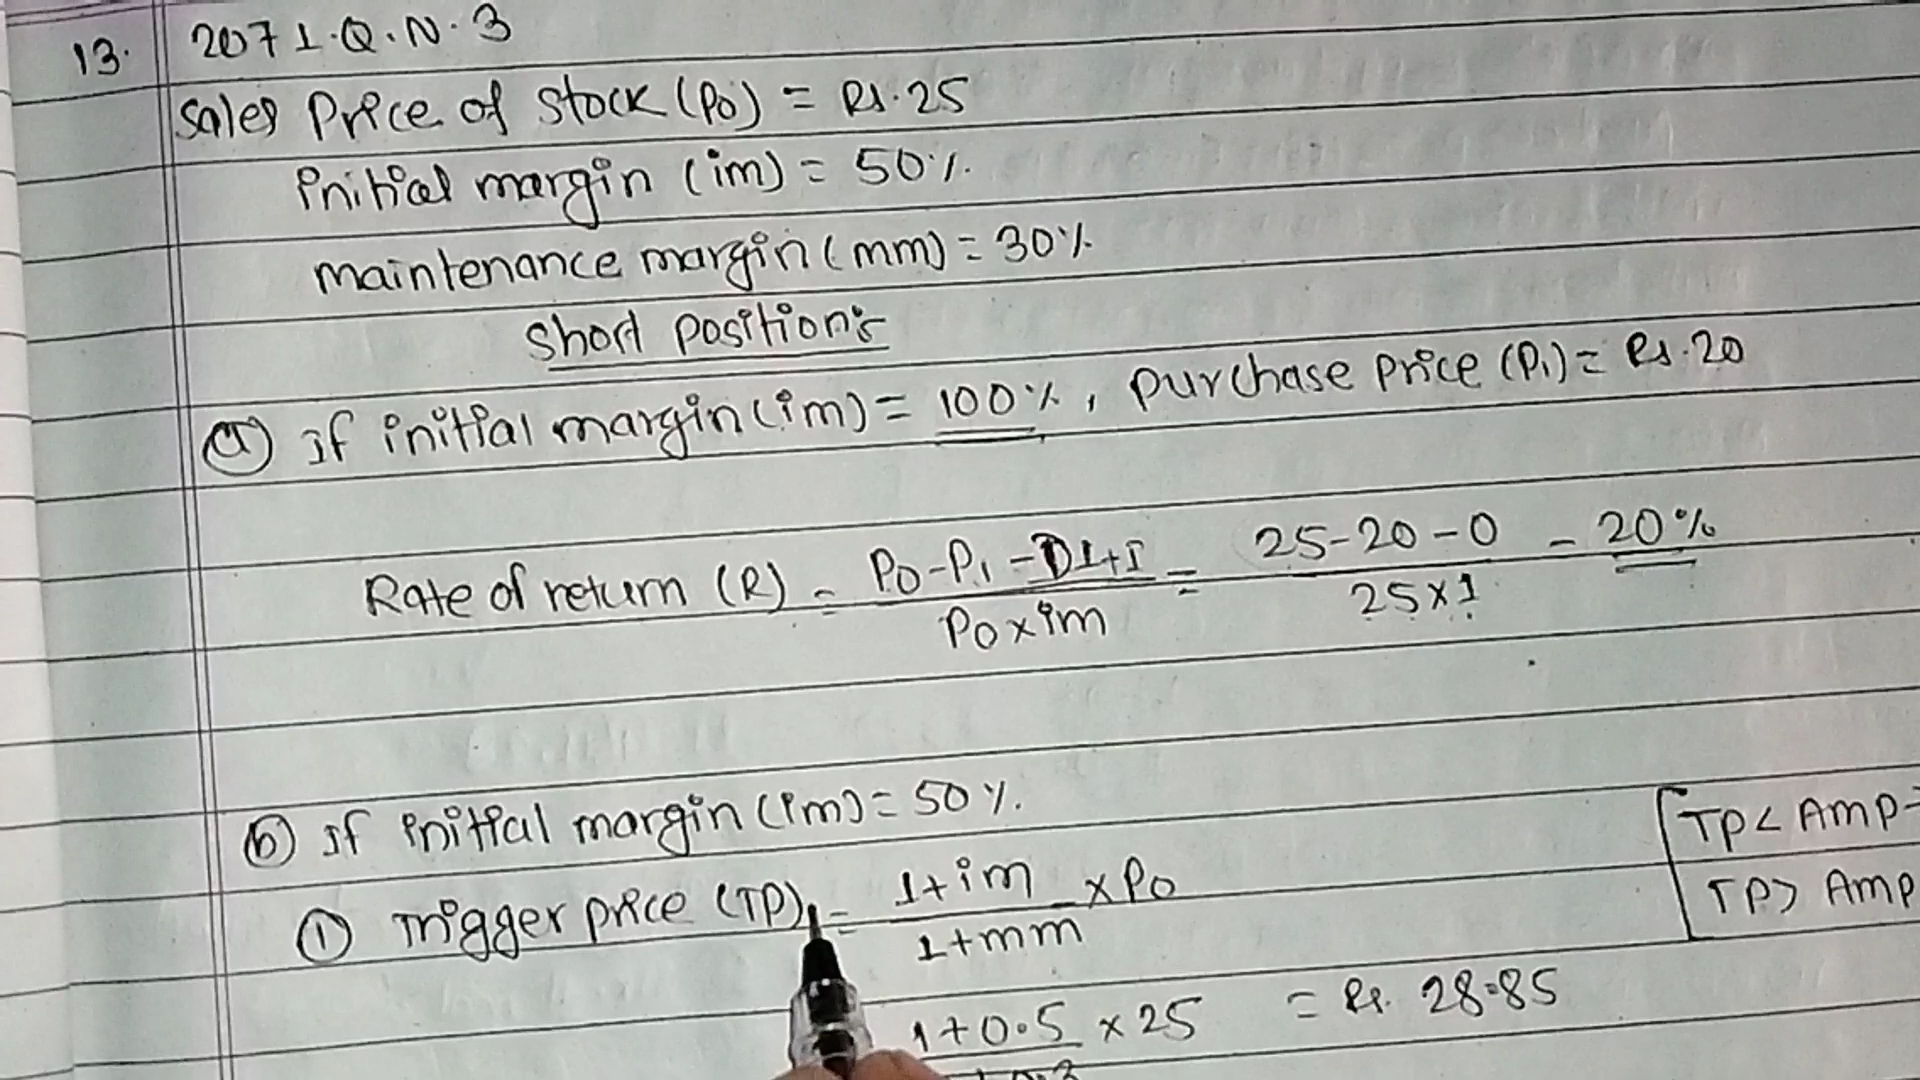 13. 2071.Q.N.3
Sales Price of Stock (P0) = Rs.25
initial margin (im) = 50%.
maintenance margin (mm) = 30%
Short position:-
(a) If initial margin (im) = 100%, purchase price (P1) = Rs.20
Rate of return (R) = P0-P1-D1+I / P0×im = 25-20-0 / 25×1 = 20%
(b) If initial margin (im) = 50%.
(1) Trigger price (TP) = 1+im / 1+mm × P0
1+0.5 × 25 = Rs. 28.85
TP< Amp
TP> Amp